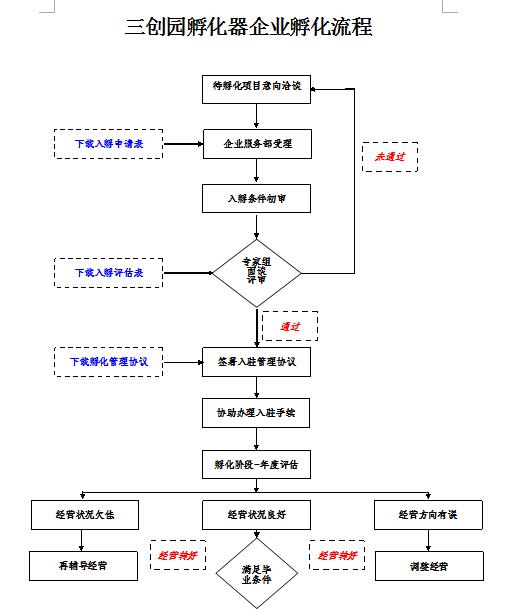 三创园孵化器企业孵化流程
待孵化项目意向洽谈
下载入孵申请表
企业服务部受理
未通过
入孵条件初审
专家组
面谈
评审
下载入孵评估表
通过
下载孵化管理协议
签署入驻管理协议
协助办理入驻手续
孵化阶段-年度评估
经营状况欠佳
经营状况良好
经营方向有误
再辅导经营
经营转好
满足毕
业条件
经营转好
调整经营